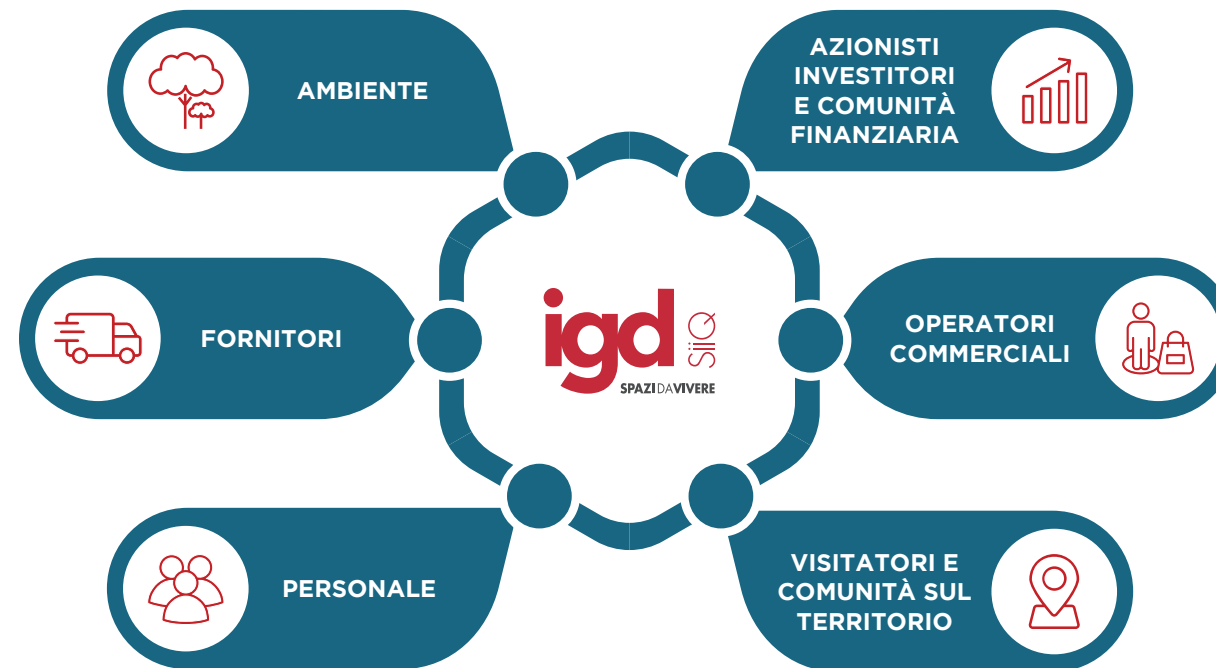 AMBIENTE
AZIONISTI
INVESTITORI
E COMUNITÀ
FINANZIARIA
FORNITORI
igd SIIQ
SPAZIDAVIVERE
OPERATORI
COMMERCIALI
PERSONALE
VISITATORI E
COMUNITÀ SUL
TERRITORIO